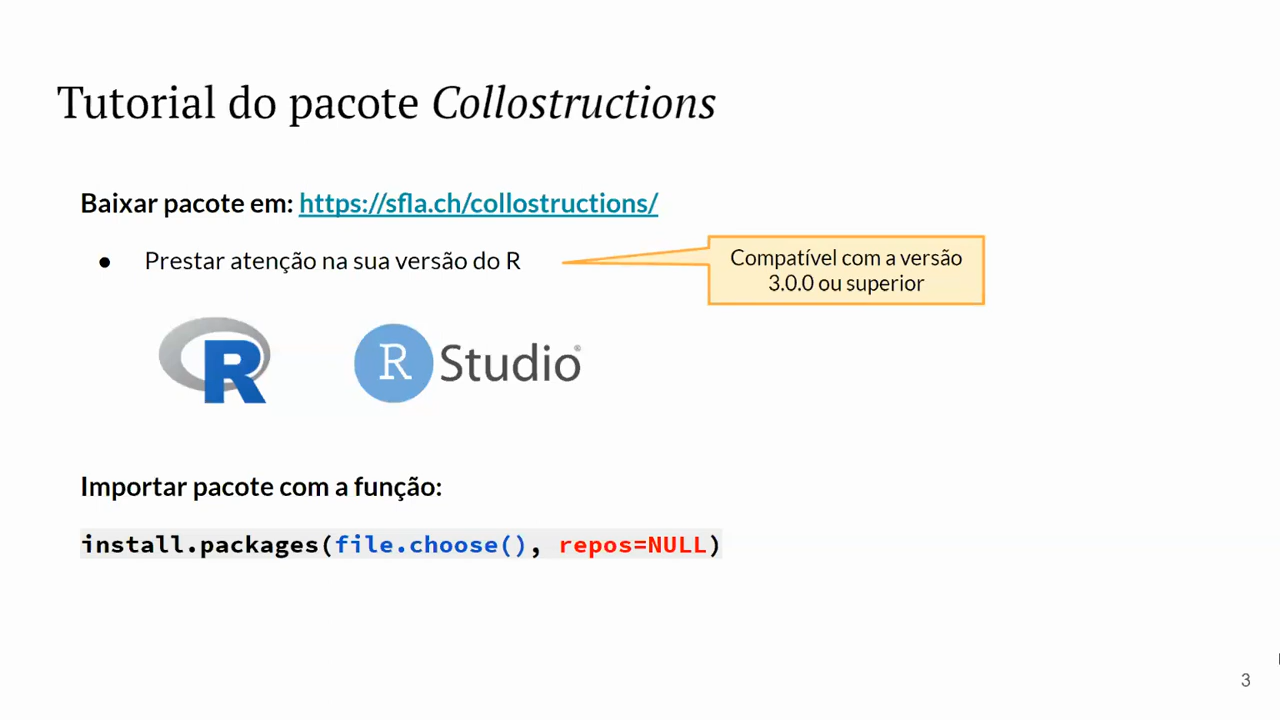 Tutorial do pacote Collostructions
Baixar pacote em: https://sfla.ch/collostructions/
● Prestar atenção na sua versão do R
Compatível com a versão
3.0.0 ou superior
R
R Studio®
Importar pacote com a função:
install.packages(file.choose(), repos=NULL)
3